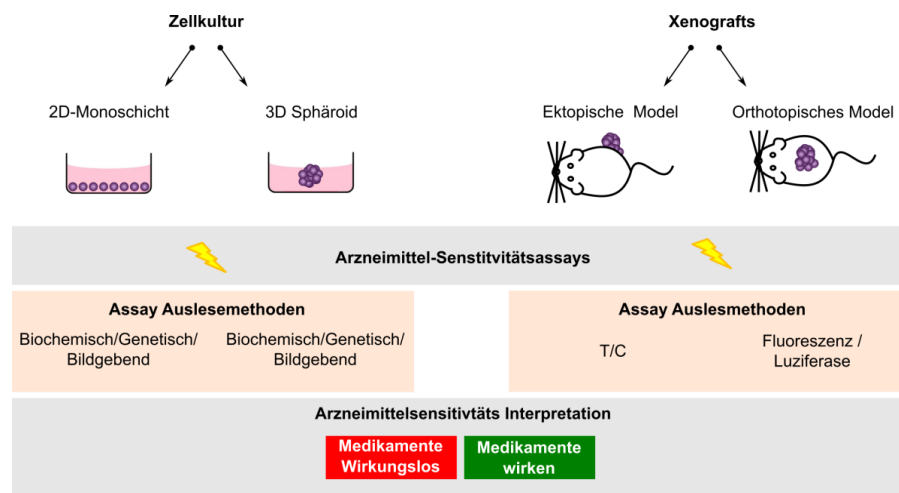 Zellkultur
Xenografts
2D-Monoschicht
3D Sphäroid
Ektopische Model
Orthotopisches Model
Arzneimittel-Senstitvitätsassays
Assay Auslesemethoden
Biochemisch/Genetisch/
Bildgebend
Biochemisch/Genetisch/
Bildgebend
Assay Auslesmethoden
T/C
Fluoreszenz /
Luziferase
Arzneimittelsensitivtäts Interpretation
Medikamente
Wirkungslos
Medikamente
wirken